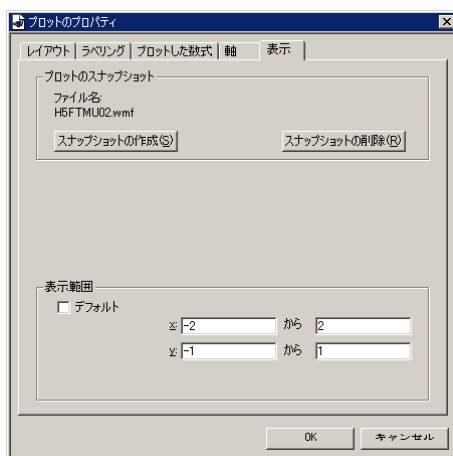 プロットのプロパティ
レイアウト ラベリング プロットした数式 軸 表示
プロットのスナップショット
ファイル名:
H5FTMU02.wmf
スナップショットの作成(S) スナップショットの削除(R)
表示範囲
デフォルト
x: -2 から 2
y: -1 から 1
OK キャンセル